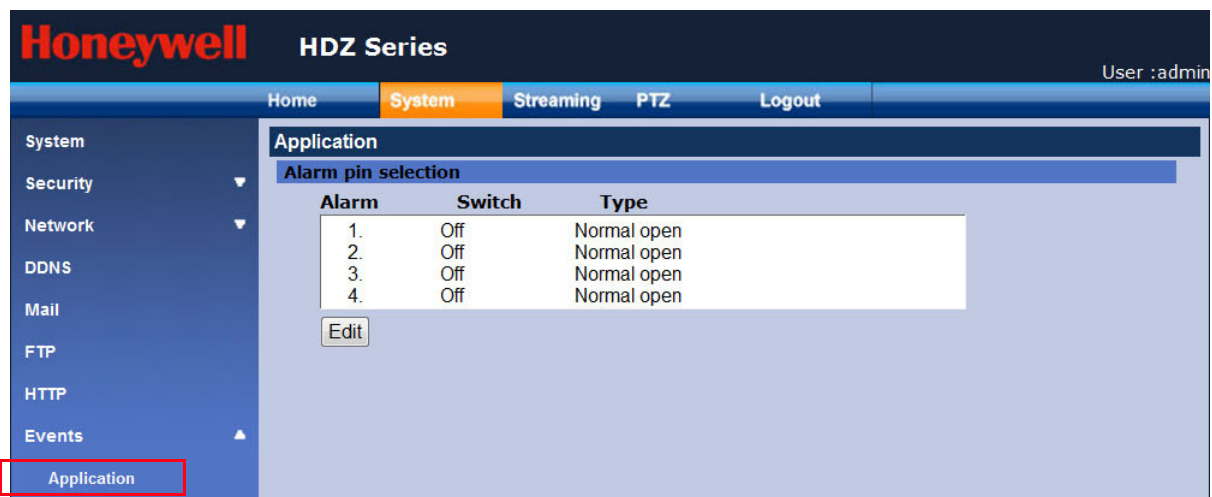 Honeywell HDZ Series
User :admin
Home System Streaming PTZ Logout
System
Security
Network
DDNS
Mail
FTP
HTTP
Events
Application
Application
Alarm pin selection
Alarm Switch Type
1. Off Normal open
2. Off Normal open
3. Off Normal open
4. Off Normal open
Edit